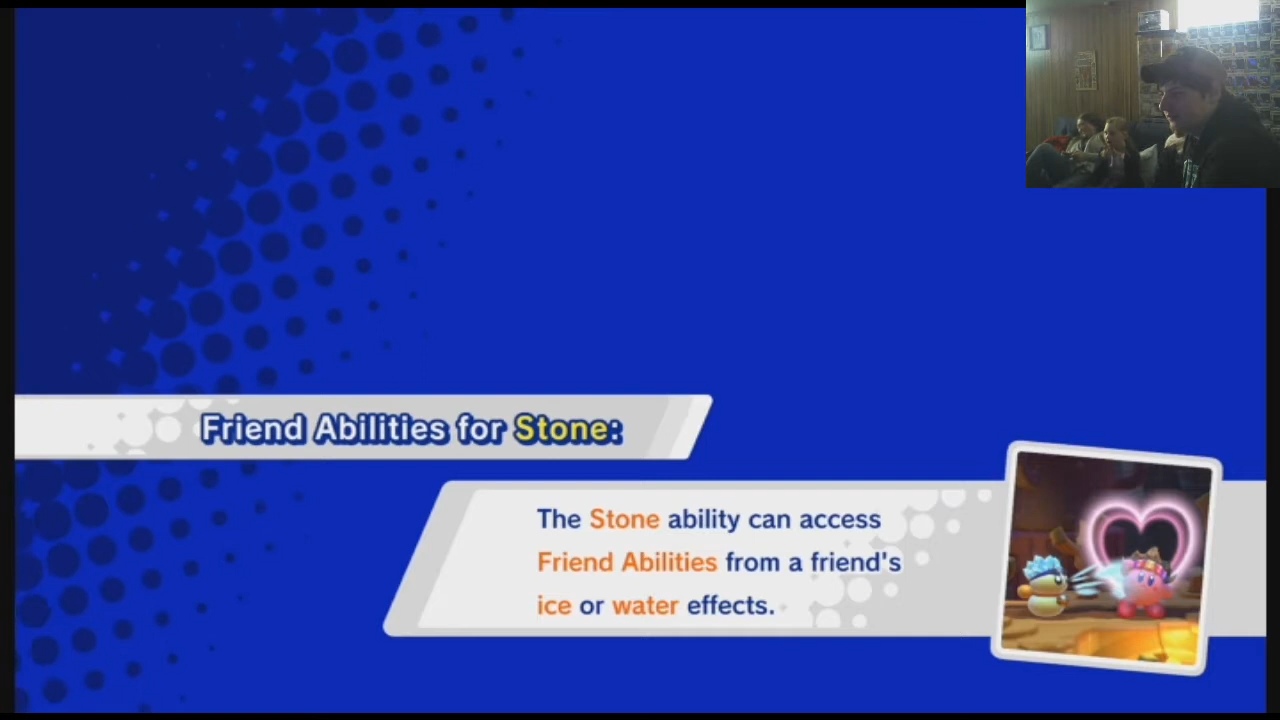 Friend Abilities for Stone:
The Stone ability can access
Friend Abilities from a friend's
ice or water effects.